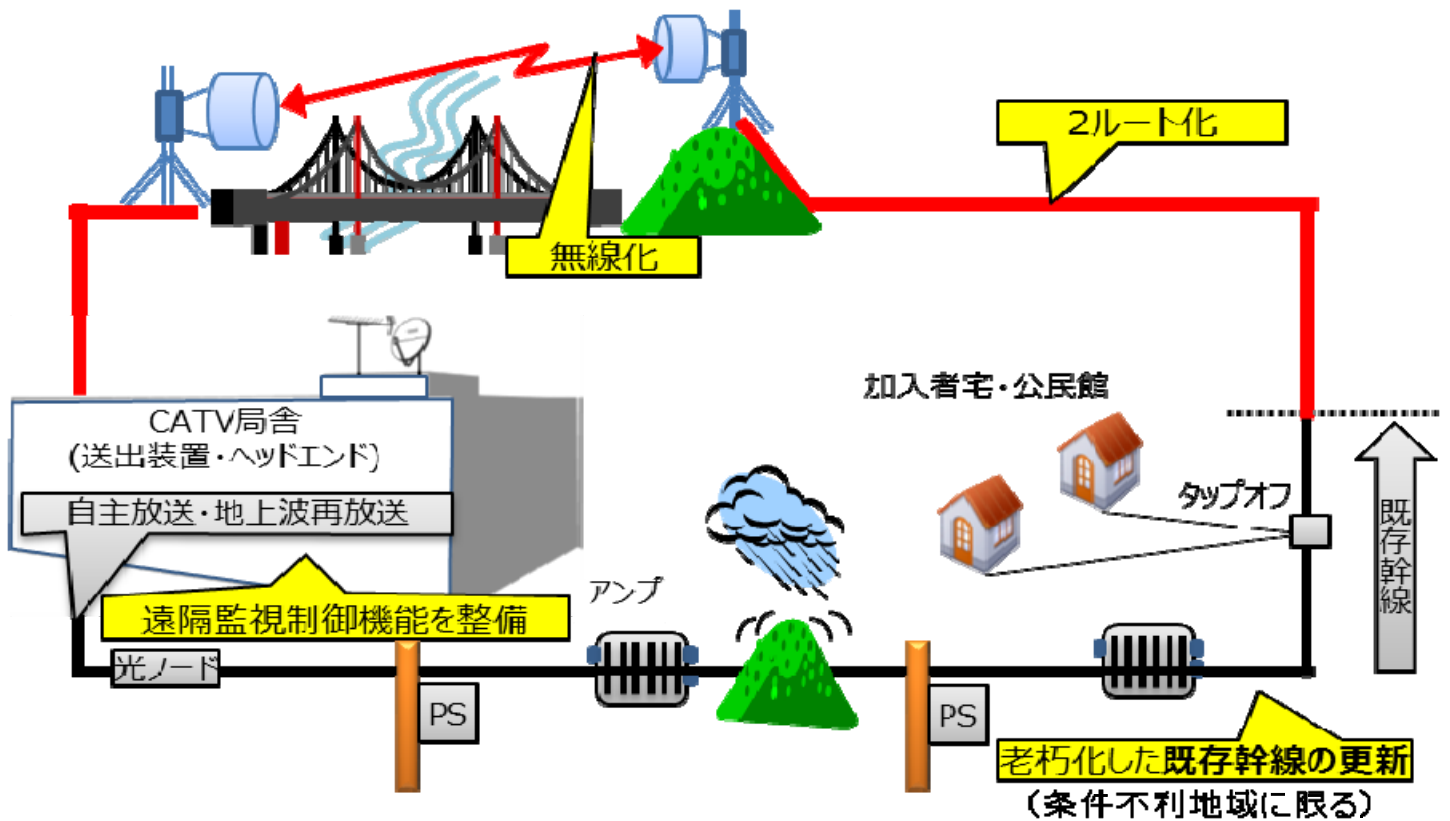 2ルート化
無線化
加入者宅・公民館
CATV局舎
(送出装置・ヘッドエンド)
自主放送・地上波再放送
タップオフ
既存幹線
アンプ
遠隔監視制御機能を整備
光ノード
PS
PS
老朽化した既存幹線の更新
(条件不利地域に限る)